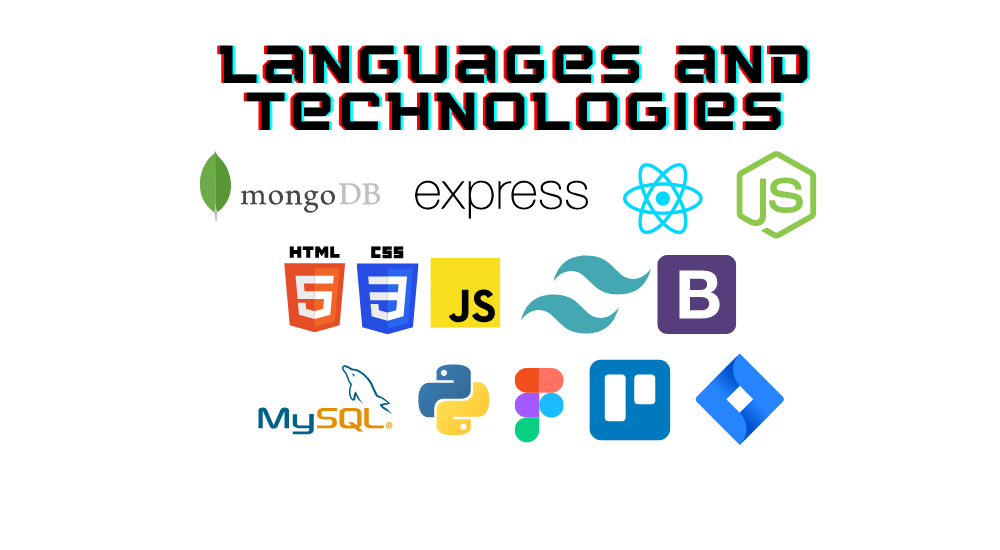 LANGUAGES AND
TECHNOLOGIES
mongoDB express JS
HTML CSS
5 3 JS B
MySQL®